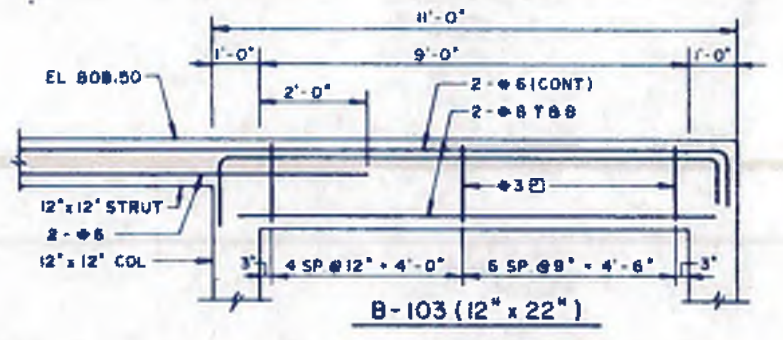 11'-0"
1'-0" 9'-0" 1'-0"
EL 808.50
2'-0"
2-#6 (CONT)
2-#8 T&B
#3
12"x12" STRUT
2-#6
12"x12" COL
3" 4 SP @ 12" = 4'-0" 6 SP @ 9" = 4'-6" 3"
B-103 (12" x 22")